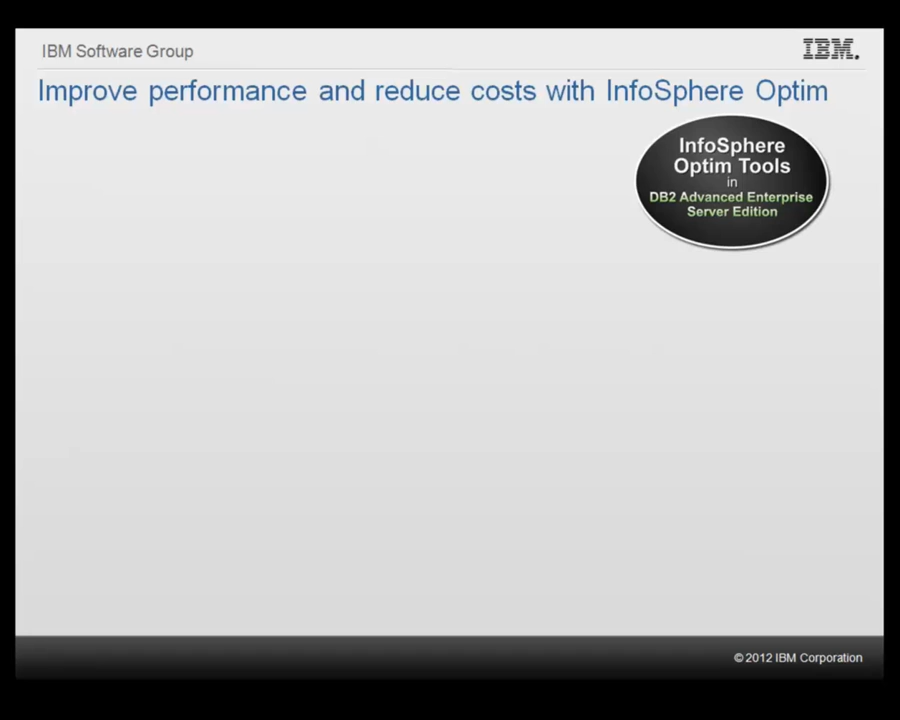 IBM Software Group
IBM.
Improve performance and reduce costs with InfoSphere Optim
InfoSphere
Optim Tools
in
DB2 Advanced Enterprise
Server Edition
© 2012 IBM Corporation